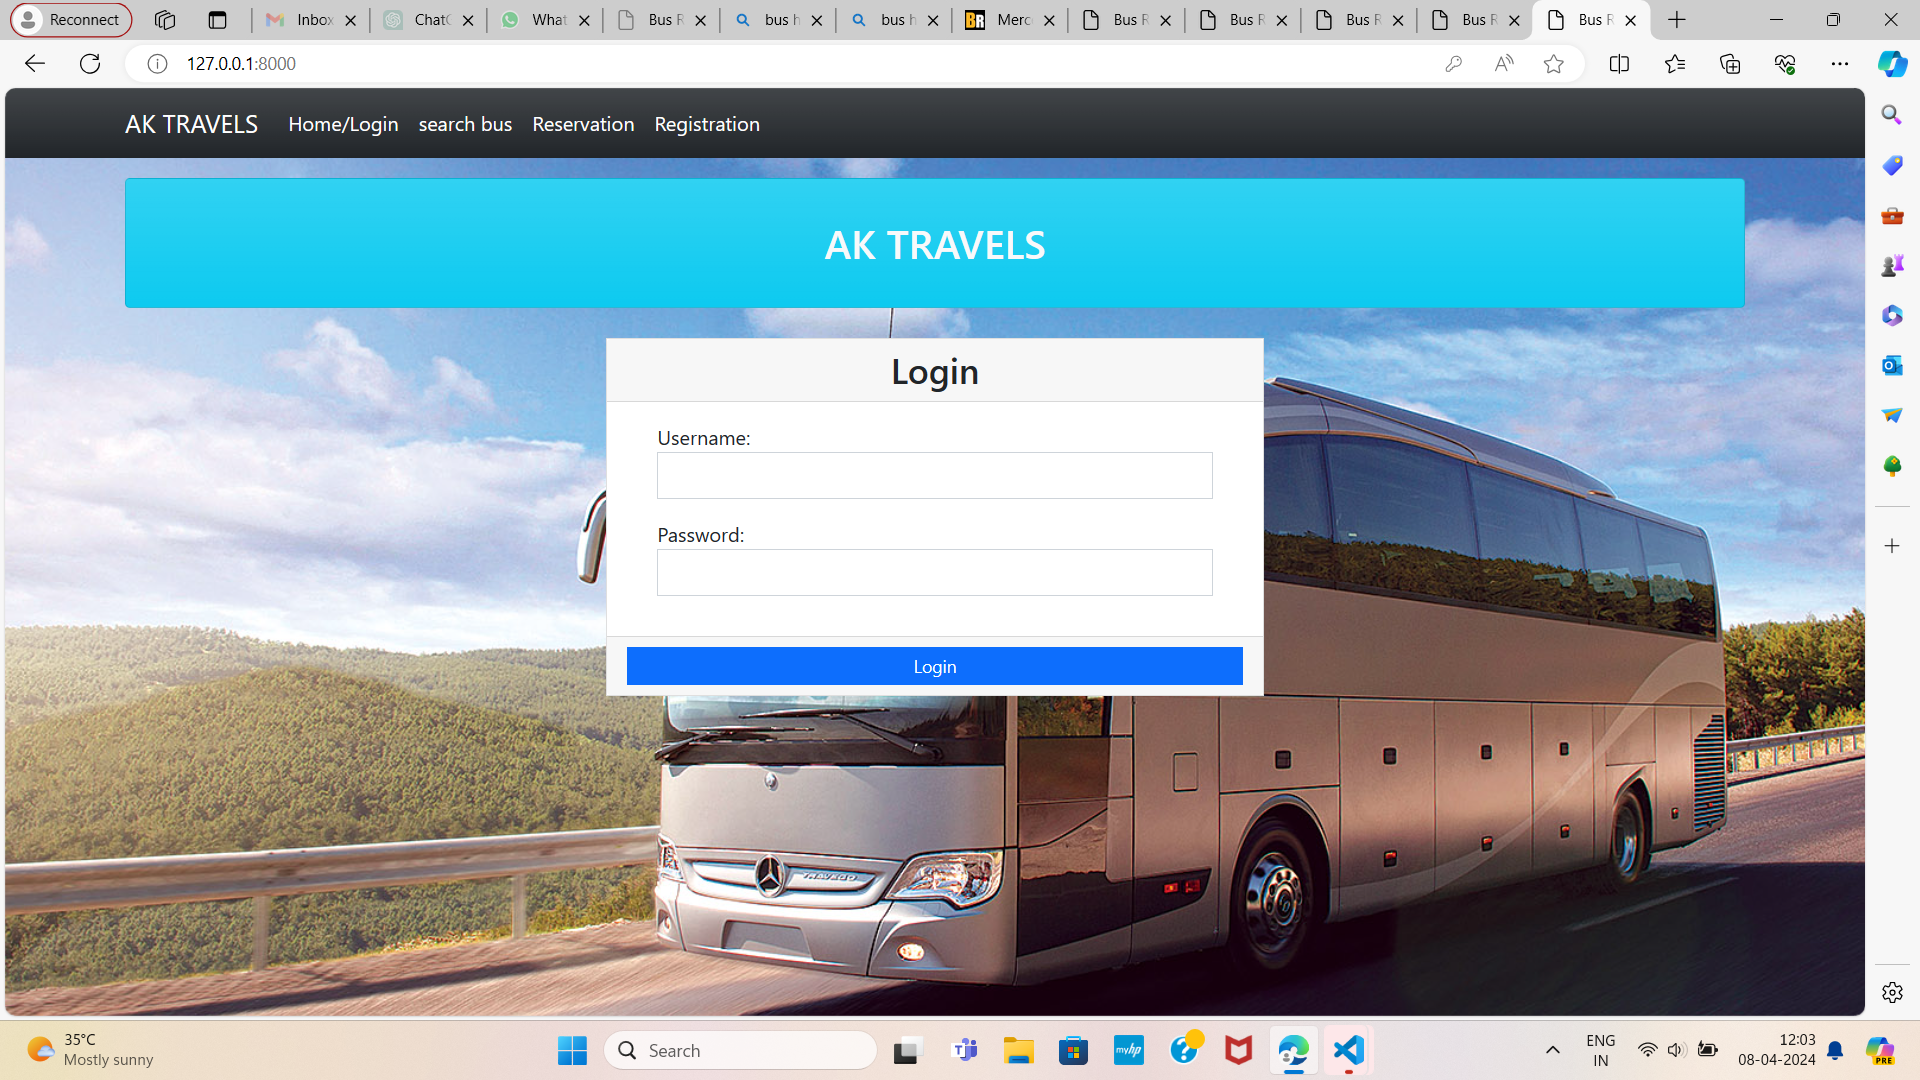 Reconnect
Inbox
ChatG
What
Bus R
bus h
bus h
Merc
Bus R
Bus R
Bus R
Bus R
Bus R
127.0.0.1:8000
AK TRAVELS Home/Login search bus Reservation Registration
AK TRAVELS
Login
Username:
Password:
Login
TRAVEGO
35°C
Mostly sunny
Search
ENG
IN
12:03
08-04-2024
PRE